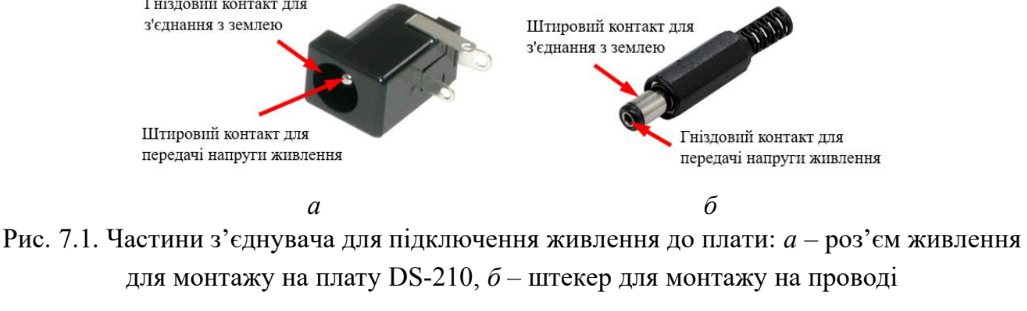 Гніздовий контакт для
з'єднання з землею
Штировий контакт для
з'єднання з землею
Штировий контакт для
передачі напруги живлення
Гніздовий контакт для
передачі напруги живлення
а
б
Рис. 7.1. Частини з’єднувача для підключення живлення до плати: а – роз’єм живлення
для монтажу на плату DS-210, б – штекер для монтажу на проводі